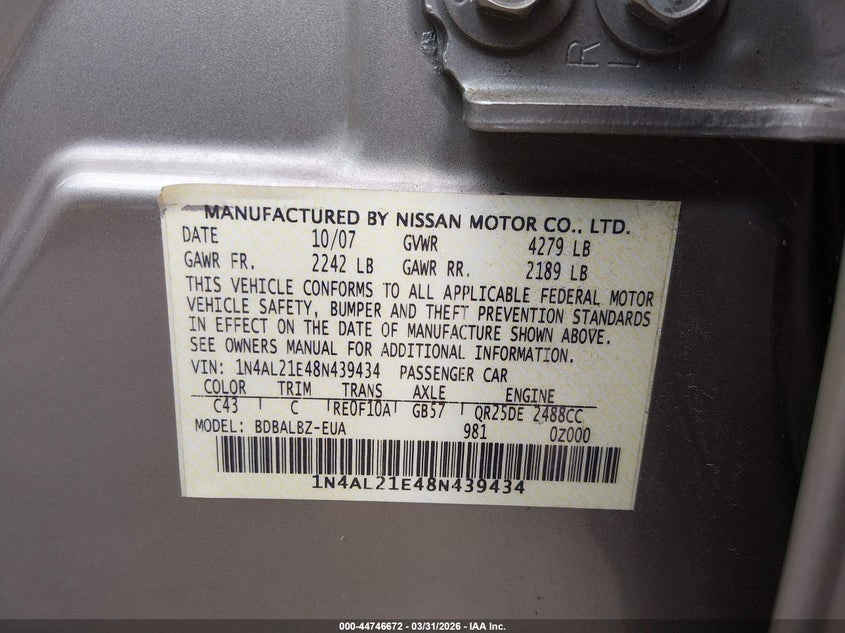 R
L
MANUFACTURED BY NISSAN MOTOR CO., LTD.
DATE 10/07 GVWR 4279 LB
GAWR FR. 2242 LB GAWR RR. 2189 LB
THIS VEHICLE CONFORMS TO ALL APPLICABLE FEDERAL MOTOR
VEHICLE SAFETY, BUMPER AND THEFT PREVENTION STANDARDS
IN EFFECT ON THE DATE OF MANUFACTURE SHOWN ABOVE.
SEE OWNERS MANUAL FOR ADDITIONAL INFORMATION.
VIN: 1N4AL21E48N439434 PASSENGER CAR
COLOR TRIM TRANS AXLE ENGINE
C43 C RE0F10A GB57 QR25DE 2488CC
MODEL: BDBALBZ-EUA 981 0Z000
1N4AL21E48N439434
000-44746672 — 03/31/2026 — IAA Inc.